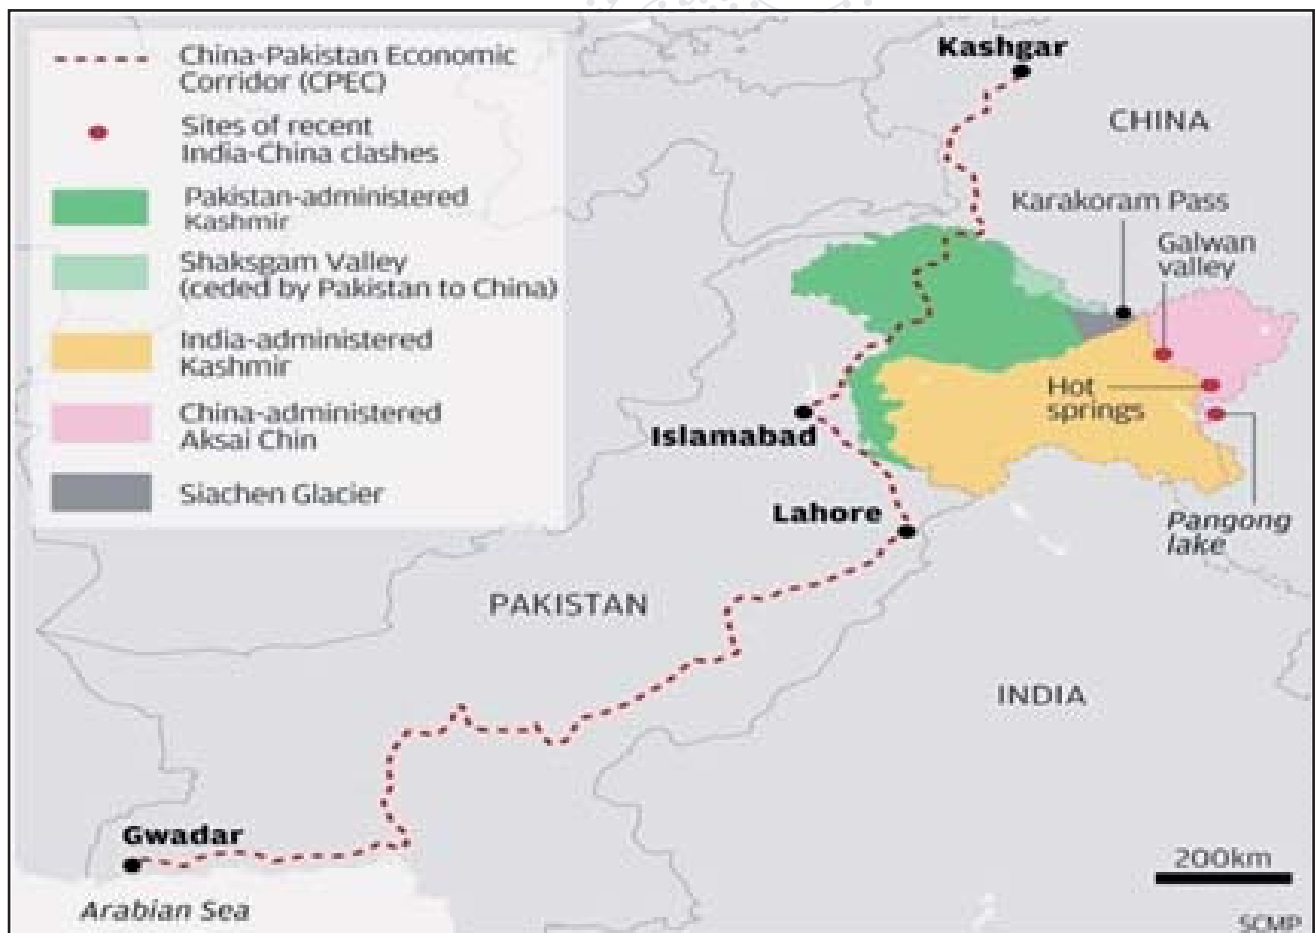 China-Pakistan Economic
Corridor (CPEC)
Sites of recent
India-China clashes
Pakistan-administered
Kashmir
Shaksgam Valley
(ceded by Pakistan to China)
India-administered
Kashmir
China-administered
Aksai Chin
Siachen Glacier
Kashgar
CHINA
Karakoram Pass
Galwan
valley
Hot
springs
Islamabad
Lahore
Pangong
lake
PAKISTAN
INDIA
Gwadar
Arabian Sea
200km
SCMP